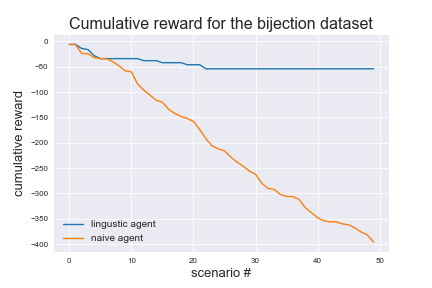 Cumulative reward for the bijection dataset
0
−50
−100
−150
−200
−250
−300
−350
−400
cumulative reward
lingustic agent
naive agent
0 10 20 30 40 50
scenario #